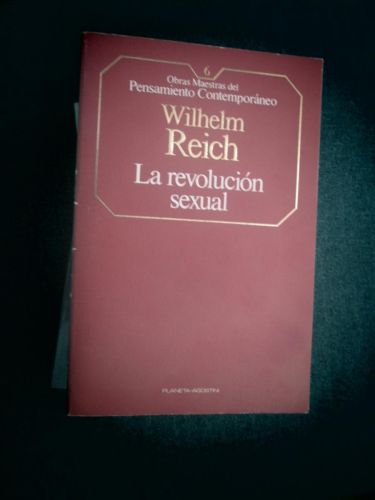 6
Obras Maestras del
Pensamiento Contemporáneo
Wilhelm
Reich
La revolución
sexual
PLANETA-AGOSTINI